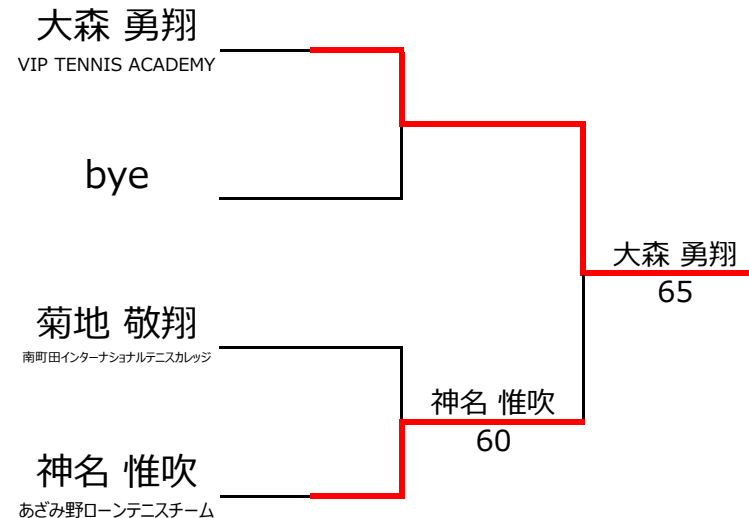 大森 勇翔
VIP TENNIS ACADEMY
bye
大森 勇翔
65
菊地 敬翔
南町田インターナショナルテニスカレッジ
神名 惟吹
60
神名 惟吹
あざみ野ローンテニスチーム